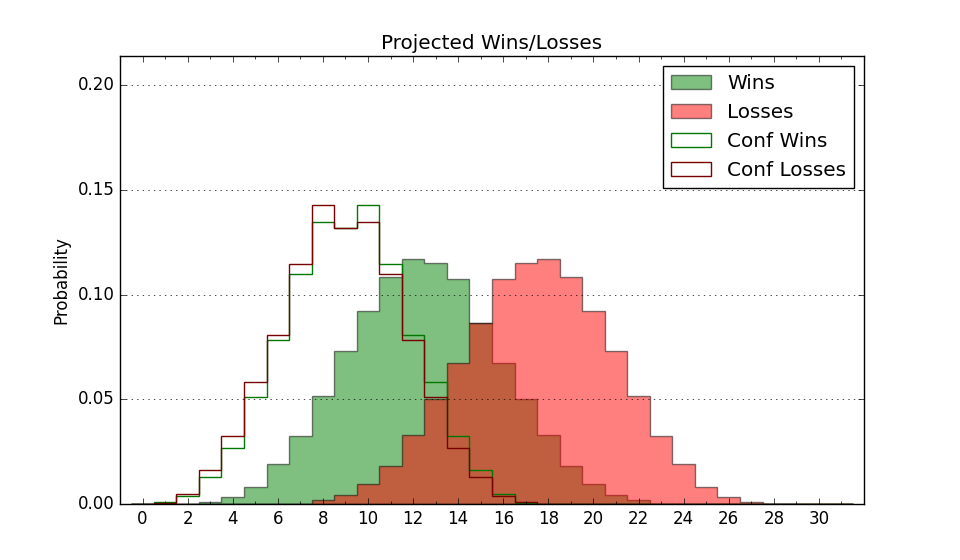 Projected Wins/Losses
Wins
Losses
Conf Wins
Conf Losses
Probability
0.20
0.15
0.10
0.05
0.00
0 2 4 6 8 10 12 14 16 18 20 22 24 26 28 30